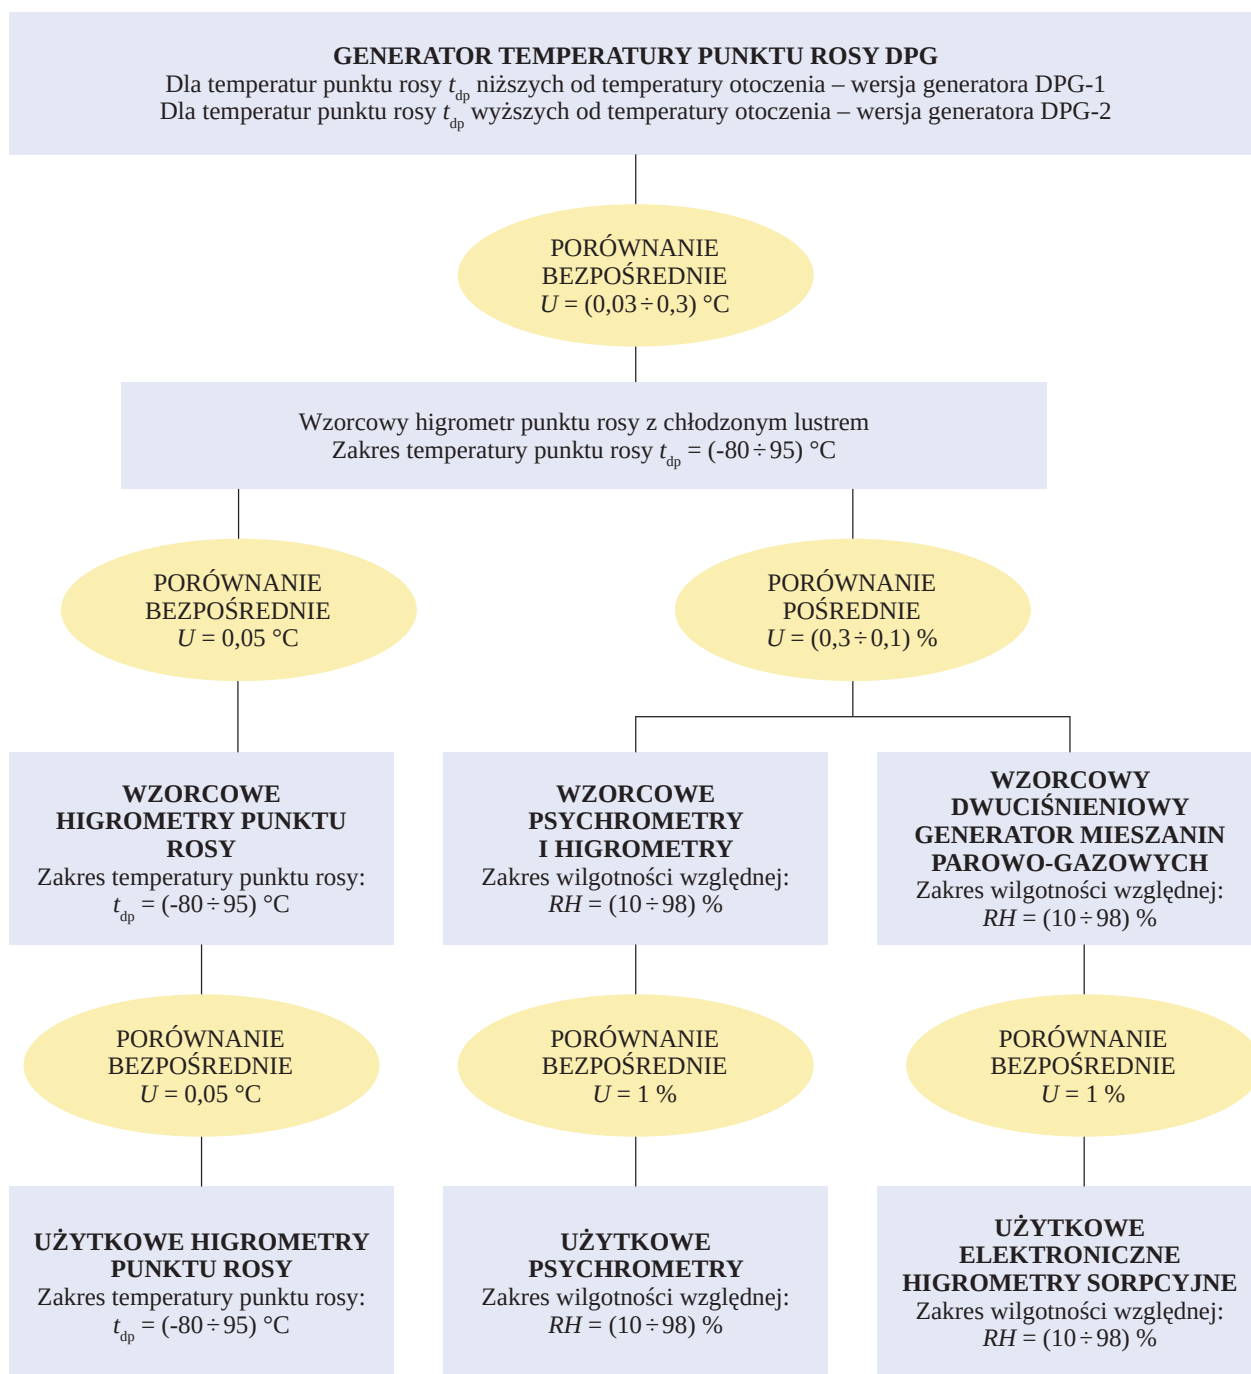 GENERATOR TEMPERATURY PUNKTU ROSY DPG
Dla temperatur punktu rosy tdp niższych od temperatury otoczenia – wersja generatora DPG-1
Dla temperatur punktu rosy tdp wyższych od temperatury otoczenia – wersja generatora DPG-2
PORÓWNANIE
BEZPOŚREDNIE
U = (0,03÷0,3) °C
Wzorcowy higrometr punktu rosy z chłodzonym lustrem
Zakres temperatury punktu rosy tdp = (-80÷95) °C
PORÓWNANIE
BEZPOŚREDNIE
U = 0,05 °C
PORÓWNANIE
POŚREDNIE
U = (0,3÷0,1) %
WZORCOWE
HIGROMETRY PUNKTU
ROSY
Zakres temperatury punktu rosy:
tdp = (-80÷95) °C
WZORCOWE
PSYCHROMETRY
I HIGROMETRY
Zakres wilgotności względnej:
RH = (10÷98) %
WZORCOWY
DWUCIŚNIENIOWY
GENERATOR MIESZANIN
PAROWO-GAZOWYCH
Zakres wilgotności względnej:
RH = (10÷98) %
PORÓWNANIE
BEZPOŚREDNIE
U = 0,05 °C
PORÓWNANIE
BEZPOŚREDNIE
U = 1 %
PORÓWNANIE
BEZPOŚREDNIE
U = 1 %
UŻYTKOWE HIGROMETRY
PUNKTU ROSY
Zakres temperatury punktu rosy:
tdp = (-80÷95) °C
UŻYTKOWE
PSYCHROMETRY
Zakres wilgotności względnej:
RH = (10÷98) %
UŻYTKOWE
ELEKTRONICZNE
HIGROMETRY SORPCYJNE
Zakres wilgotności względnej:
RH = (10÷98) %